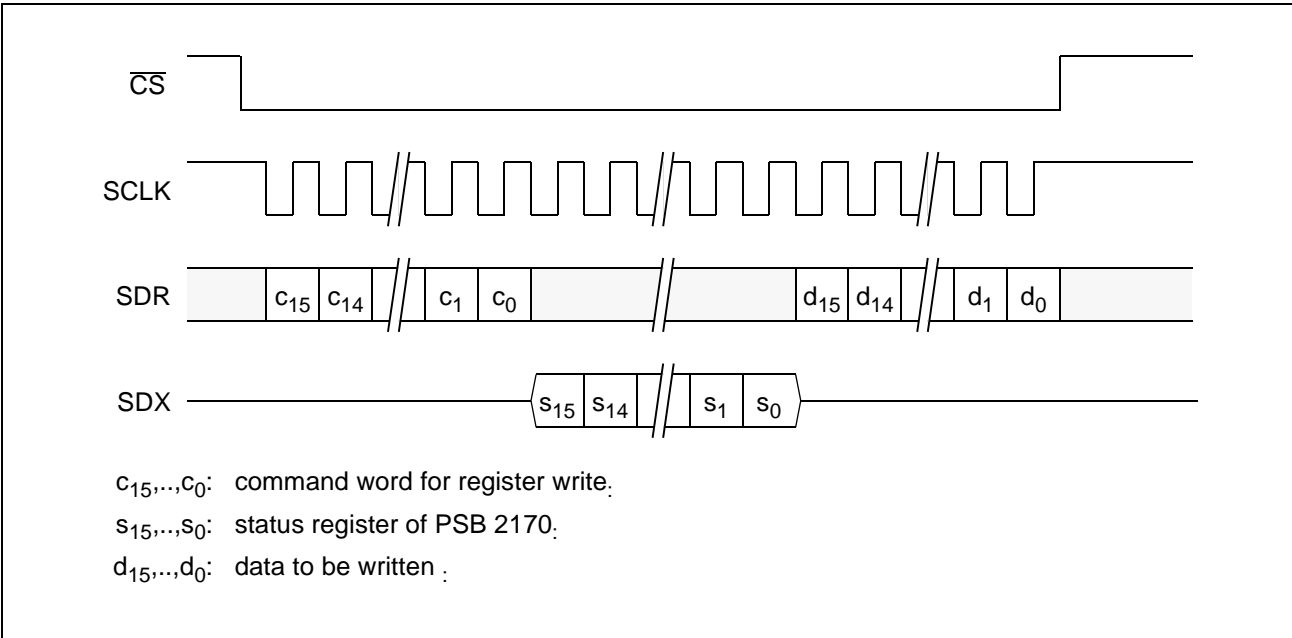 CS
SCLK
SDR c15 c14 c1 c0 d15 d14 d1 d0
SDX s15 s14 s1 s0
c15,..,c0: command word for register write:
s15,..,s0: status register of PSB 2170:
d15,..,d0: data to be written :